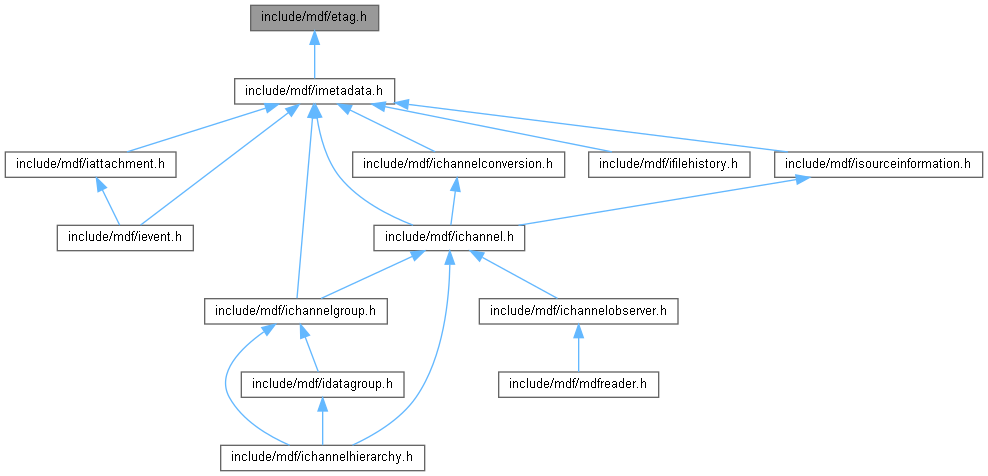 include/mdf/etag.h
include/mdf/imetadata.h
include/mdf/iattachment.h
include/mdf/ichannelconversion.h
include/mdf/ifilehistory.h
include/mdf/isourceinformation.h
include/mdf/ievent.h
include/mdf/ichannel.h
include/mdf/ichannelgroup.h
include/mdf/ichannelobserver.h
include/mdf/idatagroup.h
include/mdf/mdfreader.h
include/mdf/ichannelhierarchy.h